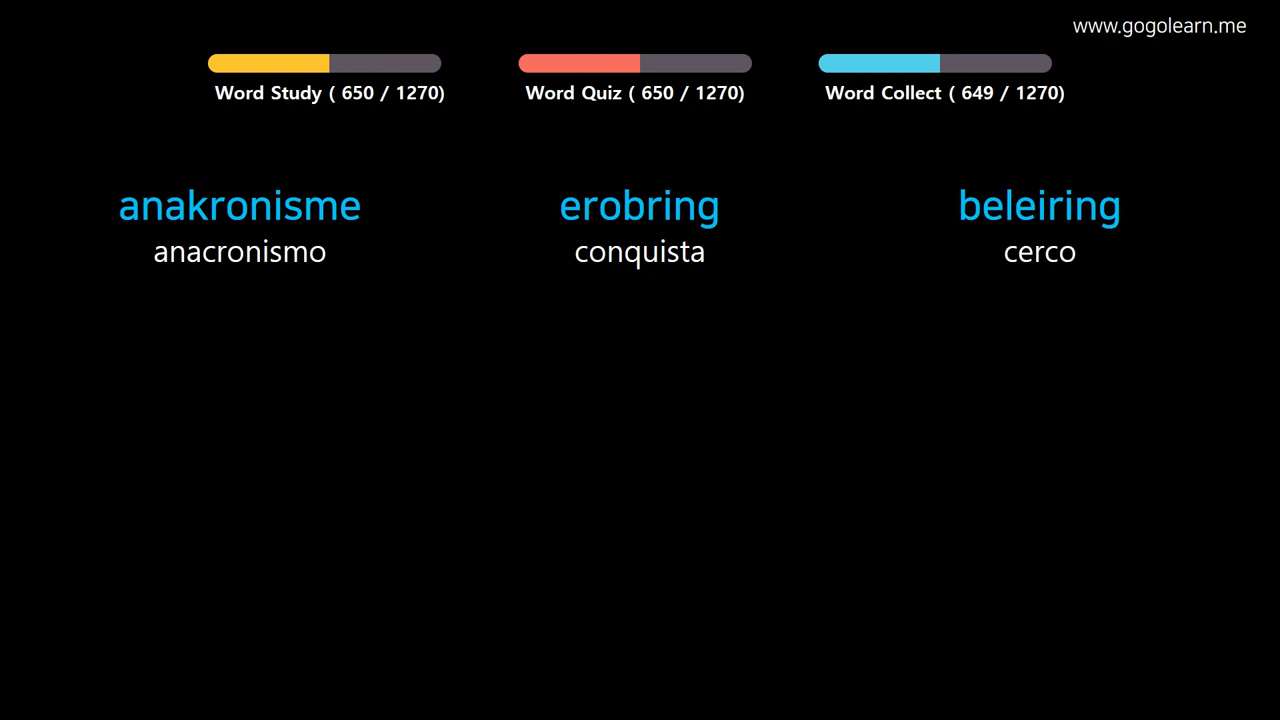 www.gogolearn.me
Word Study ( 650 / 1270)
Word Quiz ( 650 / 1270)
Word Collect ( 649 / 1270)
anakronisme
anacronismo
erobring
conquista
beleiring
cerco